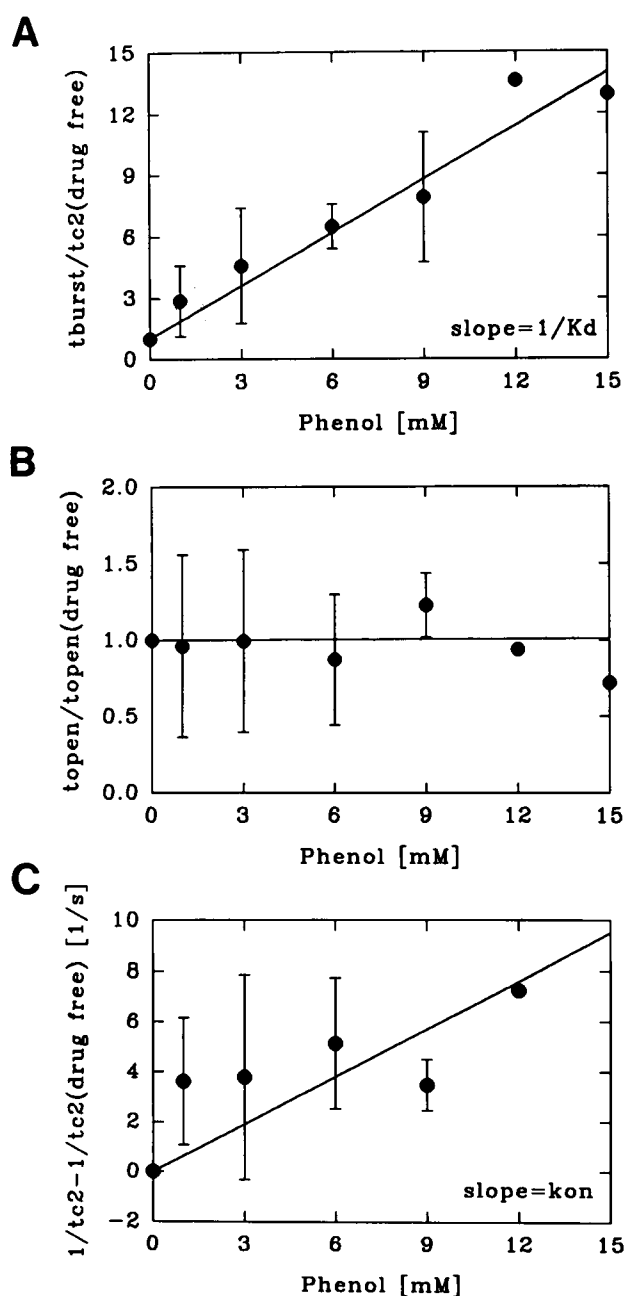 A
tburst/tc2(drug free)
15
12
9
6
3
0
slope=1/Kd
0 3 6 9 12 15
Phenol [mM]
B
topen/topen(drug free)
2.0
1.5
1.0
0.5
0.0
0 3 6 9 12 15
Phenol [mM]
C
1/tc2-1/tc2(drug free) [1/s]
10
8
6
4
2
0
-2
slope=kon
0 3 6 9 12 15
Phenol [mM]